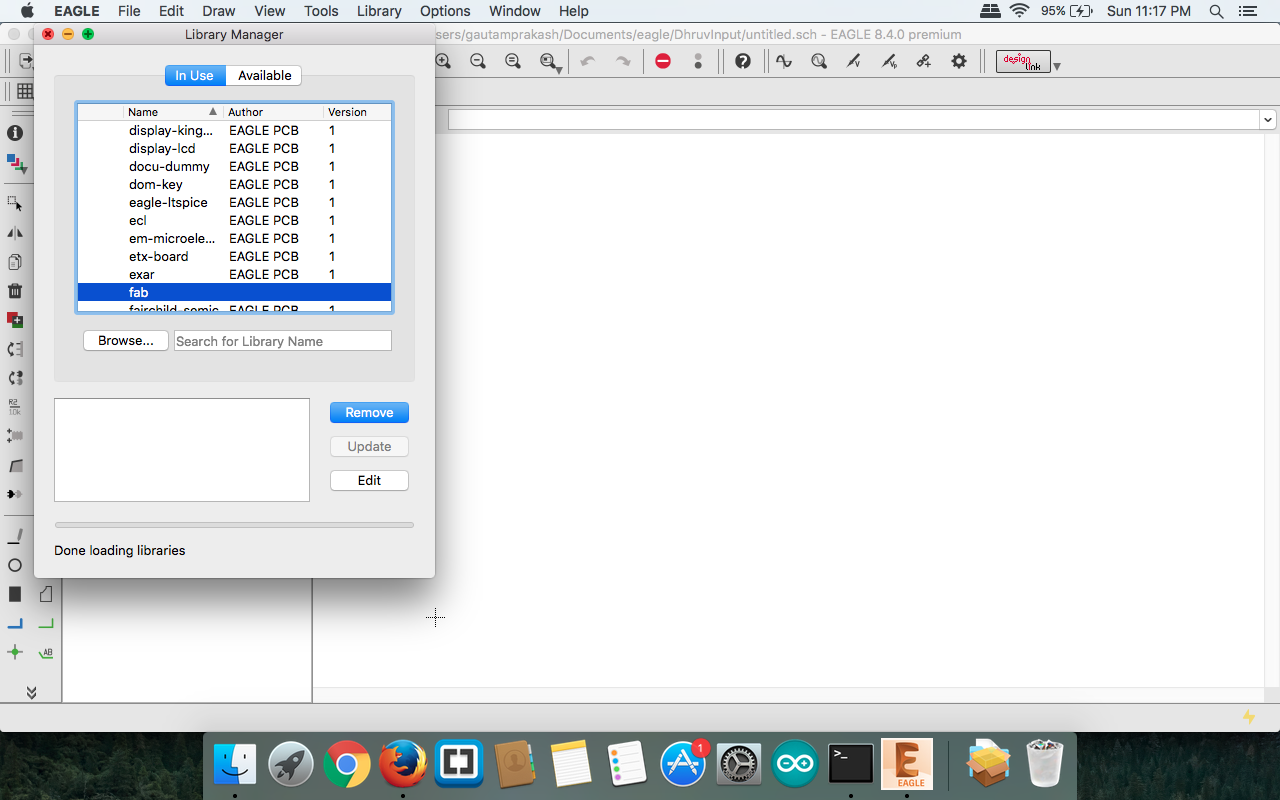 EAGLE File Edit Draw View Tools Library Options Window Help 95% Sun 11:17 PM
Library Manager
sers/gautamprakash/Documents/eagle/DhruvInput/untitled.sch - EAGLE 8.4.0 premium
design link
In Use Available
Name Author Version
display-king... EAGLE PCB 1
display-lcd EAGLE PCB 1
docu-dummy EAGLE PCB 1
dom-key EAGLE PCB 1
eagle-ltspice EAGLE PCB 1
ecl EAGLE PCB 1
em-microele... EAGLE PCB 1
etx-board EAGLE PCB 1
exar EAGLE PCB 1
fab
fairchild-semic EAGLE PCB 1
Browse... Search for Library Name
Remove
Update
Edit
Done loading libraries
R2
10k
AB
1
>_
E
EAGLE